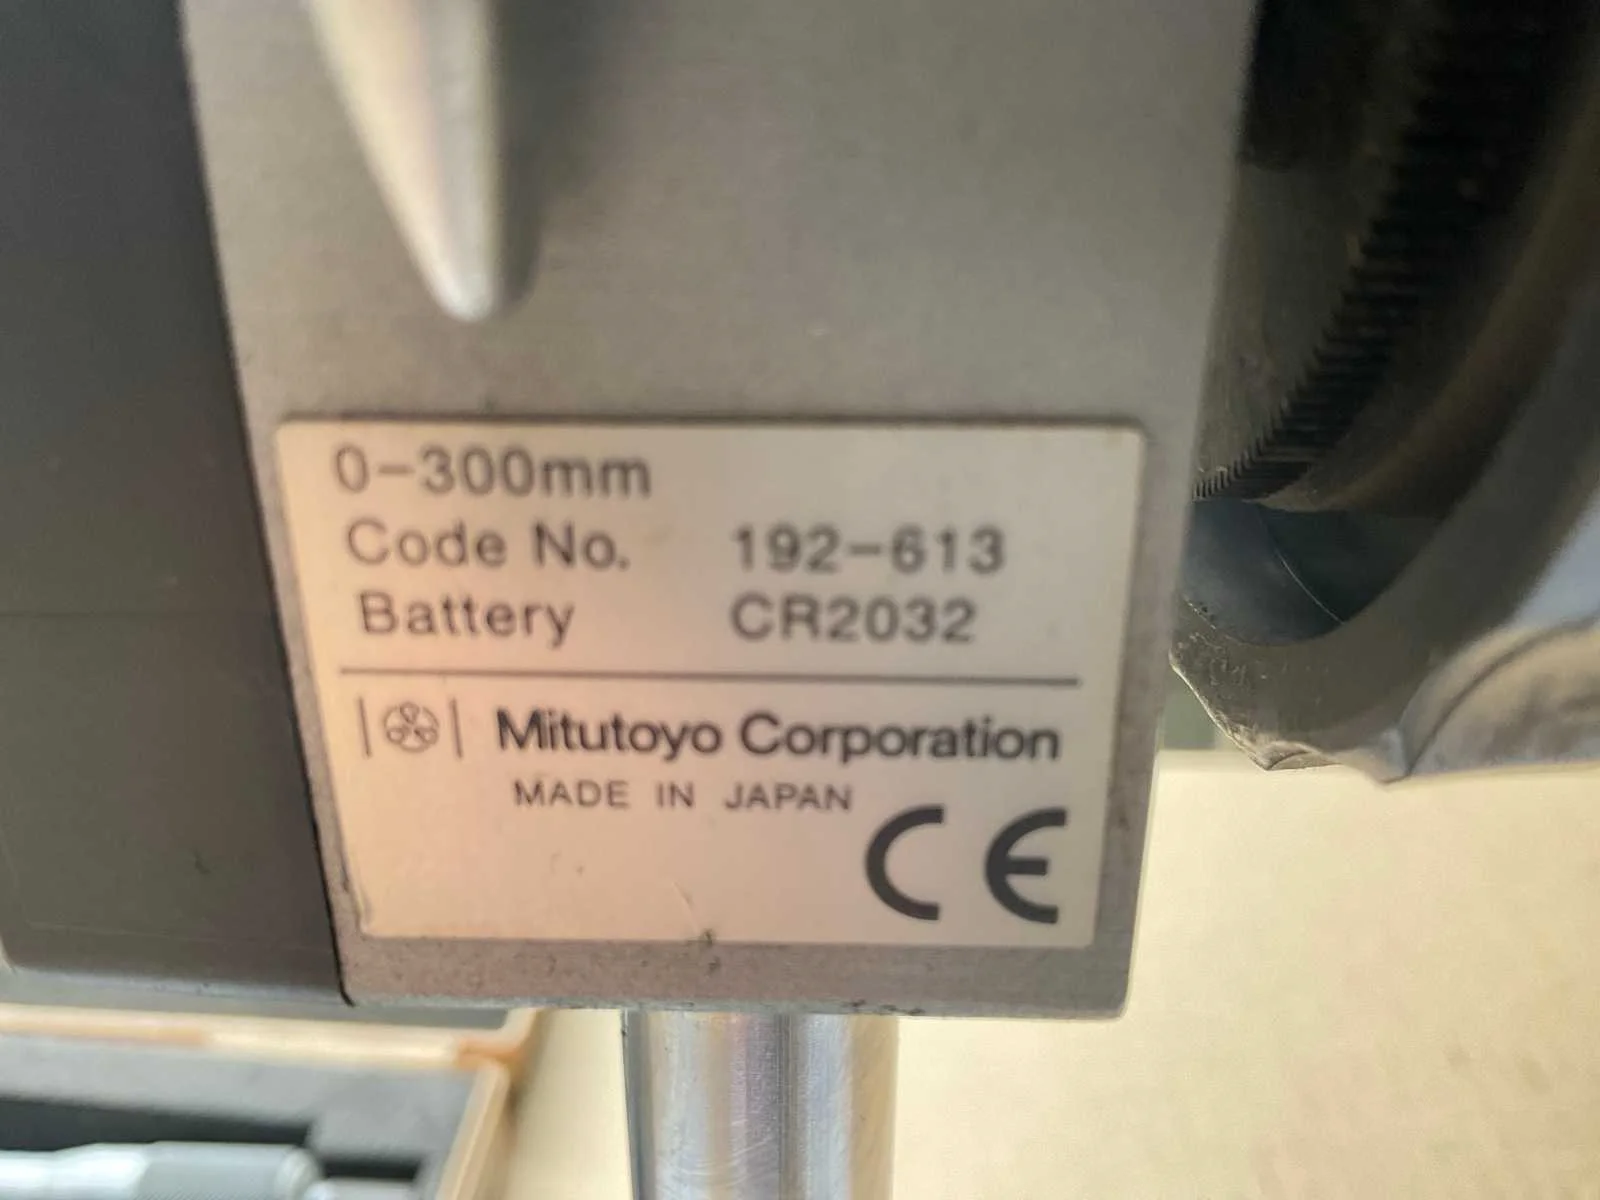 0-300mm
Code No. 192-613
Battery CR2032
Mitutoyo Corporation
MADE IN JAPAN
CE